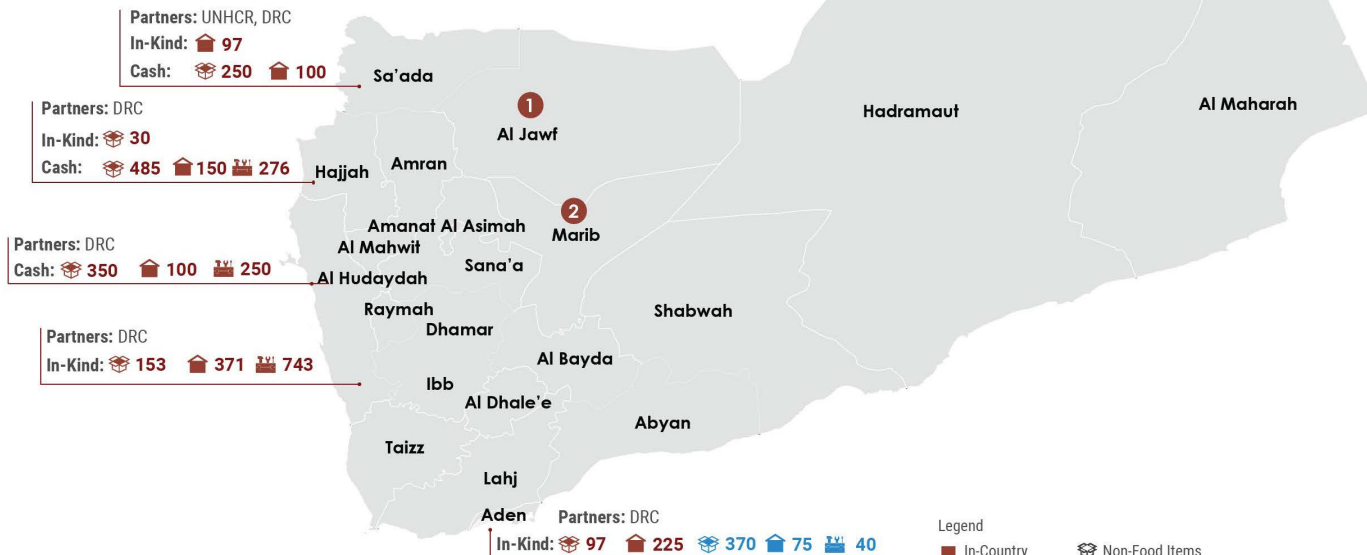 Partners: UNHCR, DRC
In-Kind: 97
Cash: 250 100
Partners: DRC
In-Kind: 30
Cash: 485 150 276
Partners: DRC
Cash: 350 100 250
Partners: DRC
In-Kind: 153 371 743
Sa'ada
1
Al Jawf
Hadramaut
Al Maharah
Hajjah
Amran
2
Marib
Amanat Al Asimah
Al Mahwit
Sana'a
Al Hudaydah
Raymah
Dhamar
Shabwah
Al Bayda
Ibb
Al Dhale'e
Abyan
Taizz
Lahj
Aden
Partners: DRC
In-Kind: 97 225 370 75 40
Legend
In-Country
Non-Food Items